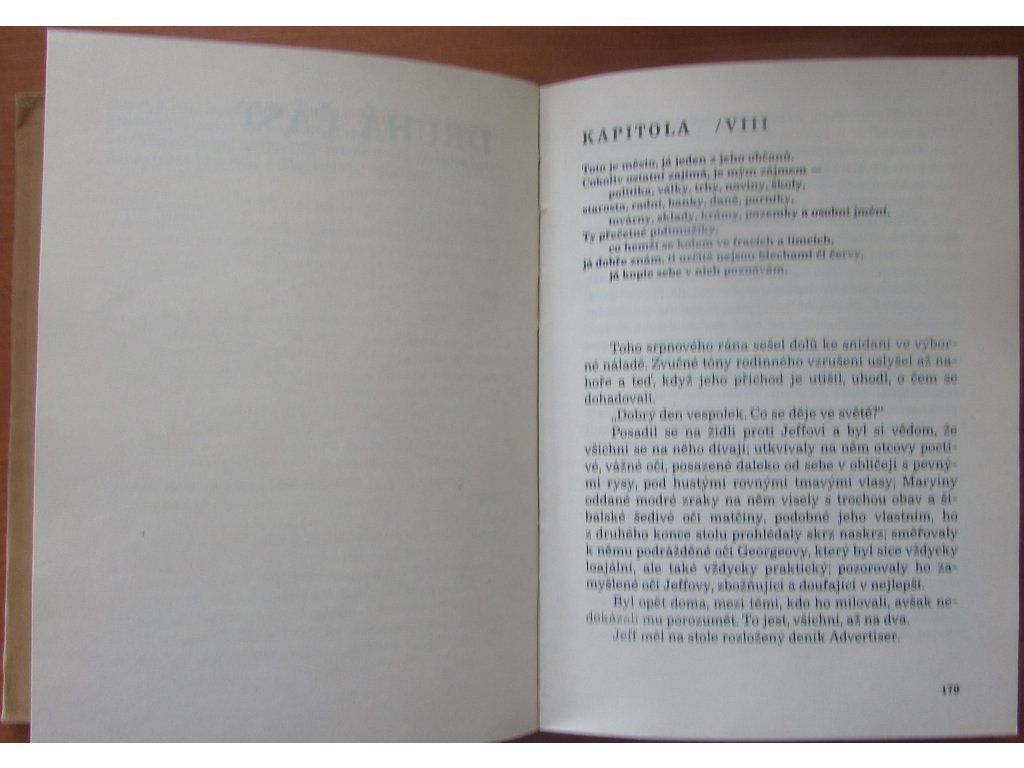 DRUHÁ ČÁST
KAPITOLA /VIII
Toto je město, já jeden z jeho občanů.
Cokoliv ostatní zajímá, je mým zájmem —
politika, války, trhy, noviny, školy,
starosta, radní, banky, daně, parníky,
továrny, sklady, krámy, pozemky a osobní jmění.
Ty přečetné pidimužíky,
co hemží se kolem ve fracích a límcích,
já dobře znám, ti určitě nejsou blechami či červy,
já kopie sebe v nich poznávám.
Toho srpnového rána sešel dolů ke snídani ve výbor-
né náladě. Zvučné tóny rodinného vzrušení uslyšel až na-
hoře a teď, když jeho příchod je utišil, uhodl, o čem se
dohadovali.
„Dobrý den vespolek. Co se děje ve světě?"
Posadil se na židli proti Jeffovi a byl si vědom, že
všichni se na něho dívají; utkvívaly na něm otcovy pocti-
vé, vážné oči, posazené daleko od sebe v obličeji s pevný-
mi rysy, pod hustými rovnými tmavými vlasy; Maryiny
oddané modré zraky na něm visely s trochou obav a ši-
balské šedivé oči matčiny, podobné jeho vlastním, ho
z druhého konce stolu prohlédaly skrz naskrz; směřovaly
k němu podrážděné oči Georgeovy, který byl sice vždycky
loajální, ale také vždycky praktický; pozorovaly ho za-
myšlené oči Jeffovy, zbožňující a doufající v nejlepší.
Byl opět doma, mezi těmi, kdo ho milovali, avšak ne-
dokázali mu porozumět. To jest, všichni, až na dva.
Jeff měl na stole rozložený deník Advertiser.
179